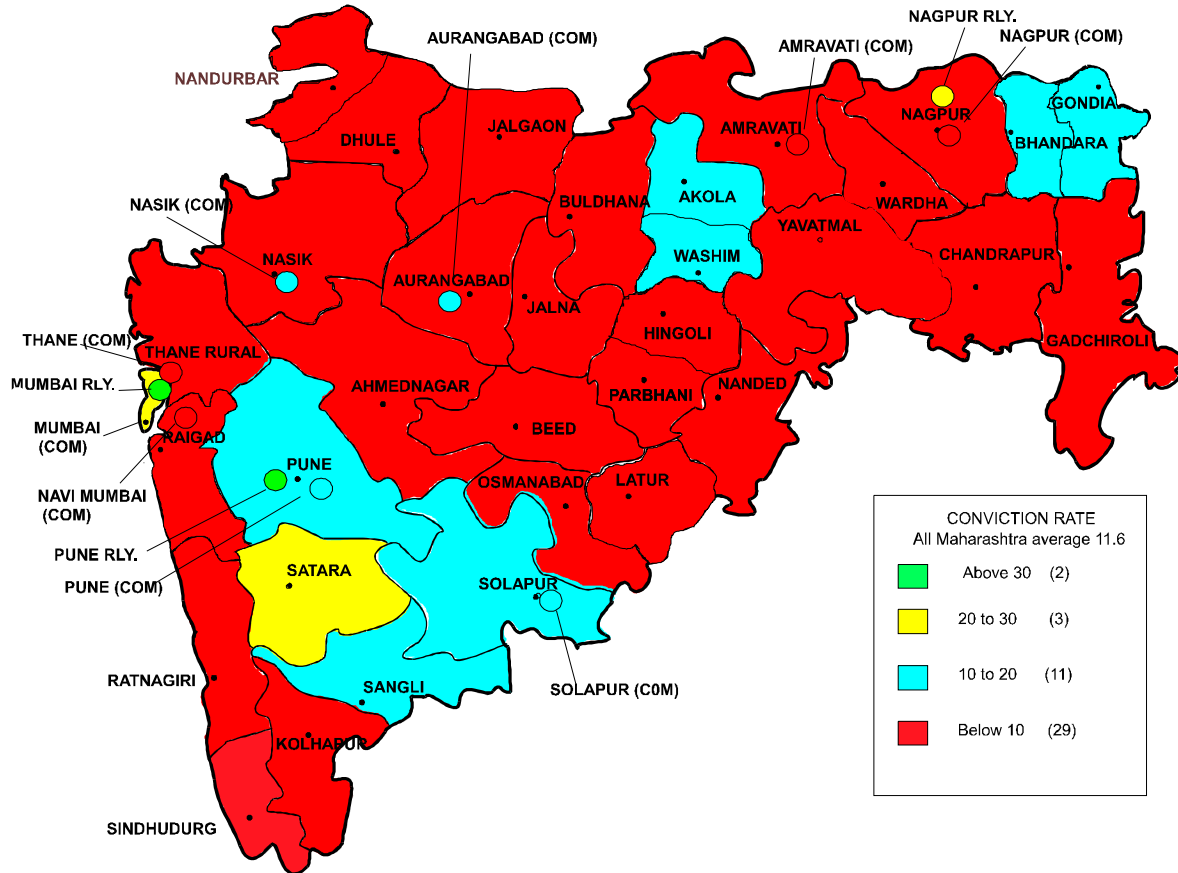 NAGPUR RLY.
NAGPUR (COM)
AURANGABAD (COM)
AMRAVATI (COM)
NANDURBAR
GONDIA
NAGPUR
JALGAON
AMRAVATI
DHULE
BHANDARA
BULDHANA
AKOLA
WARDHA
NASIK (COM)
YAVATMAL
WASHIM
CHANDRAPUR
NASIK
AURANGABAD
JALNA
HINGOLI
THANE (COM)
THANE RURAL
GADCHIROLI
MUMBAI RLY.
AHMEDNAGAR
PARBHANI
NANDED
MUMBAI
(COM)
RAIGAD
BEED
PUNE
OSMANABAD
LATUR
NAVI MUMBAI
(COM)
PUNE RLY.
PUNE (COM)
SATARA
SOLAPUR
RATNAGIRI
SANGLI
SOLAPUR (C0M)
KOLHAPUR
SINDHUDURG
CONVICTION RATE
All Maharashtra average 11.6
Above 30 (2)
20 to 30 (3)
10 to 20 (11)
Below 10 (29)